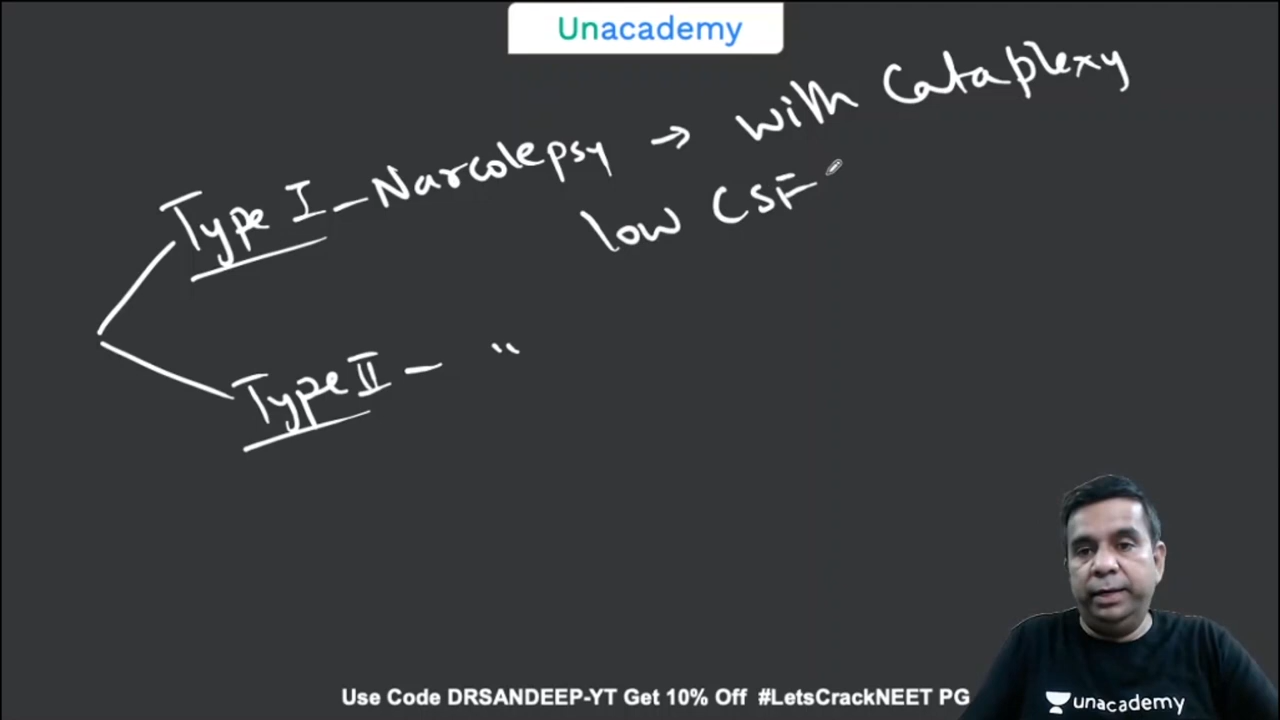 Unacademy
Type I - Narcolepsy → with Cataplexy
low CSF
Type II - "
Use Code DRSANDEEP-YT Get 10% Off #LetsCrackNEET PG
unacademy